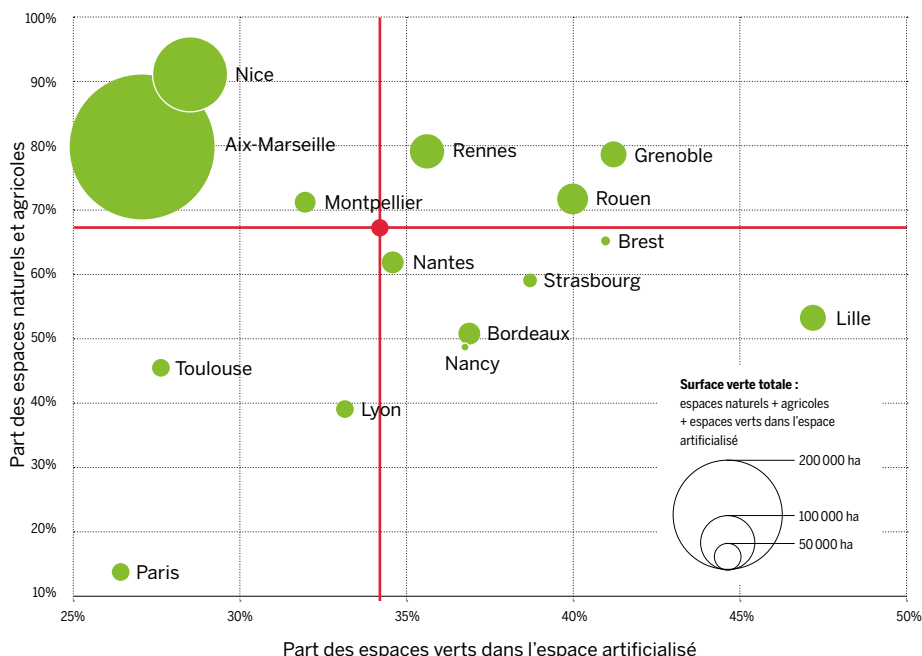 100%
90%
80%
70%
60%
50%
40%
30%
20%
10%
Part des espaces naturels et agricoles
Nice
Aix-Marseille
Rennes
Grenoble
Montpellier
Rouen
Brest
Nantes
Strasbourg
Lille
Bordeaux
Nancy
Toulouse
Lyon
Paris
Surface verte totale :
espaces naturels + agricoles
+ espaces verts dans l'espace
artificialisé
200 000 ha
100 000 ha
50 000 ha
25%
30%
35%
40%
45%
50%
Part des espaces verts dans l'espace artificialisé